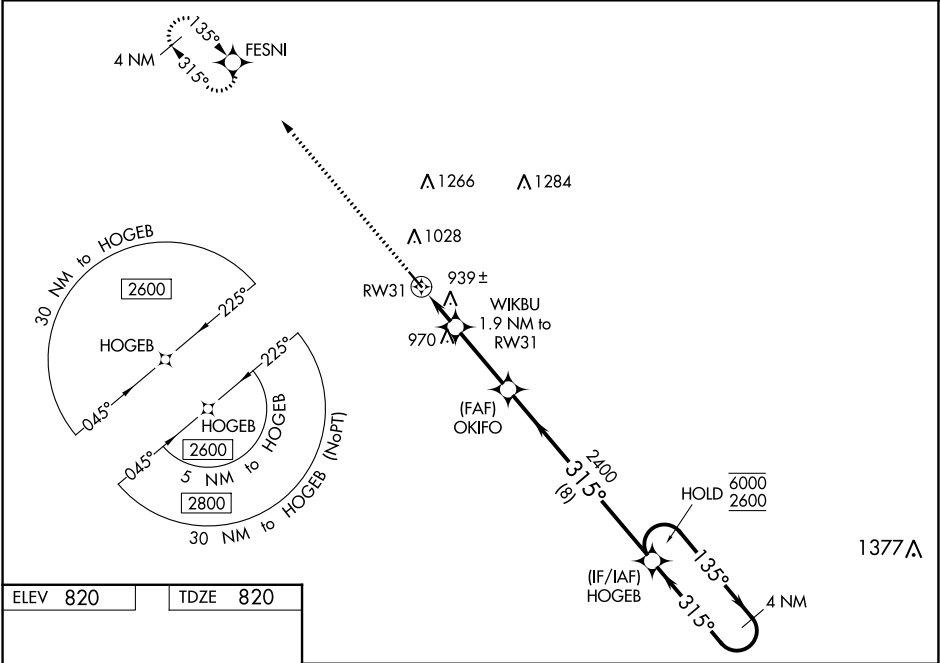 135°
FESNI
4 NM
315°
1266
1284
1028
30 NM to HOGEB
2600
225°
HOGEB
045°
RW31
939 ±
WIKBU
1.9 NM to
RW31
970
225°
HOGEB
045°
2600
5 NM to HOGEB
2800
30 NM to HOGEB (NoPT)
(FAF)
OKIFO
2400
315°
(8)
HOLD
6000
2600
1377
135°
(IF/IAF)
HOGEB
315°
4 NM
ELEV 820
TDZE 820